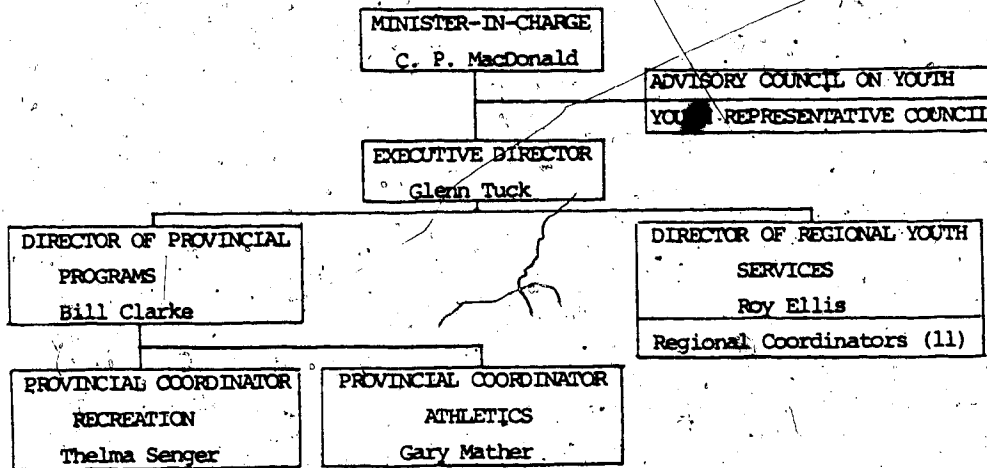 MINISTER-IN-CHARGE
C. P. MacDonald
ADVISORY COUNCIL ON YOUTH
REPRESENTATIVE COUNCIL
EXECUTIVE DIRECTOR
Glenn Tuck
DIRECTOR OF PROVINCIAL
PROGRAMS
Bill Clarke
DIRECTOR OF REGIONAL YOUTH
SERVICES
Roy Ellis
Regional Coordinators (11)
PROVINCIAL COORDINATOR
RECREATION
Thelma Senger
PROVINCIAL COORDINATOR
ATHLETICS
Gary Mather